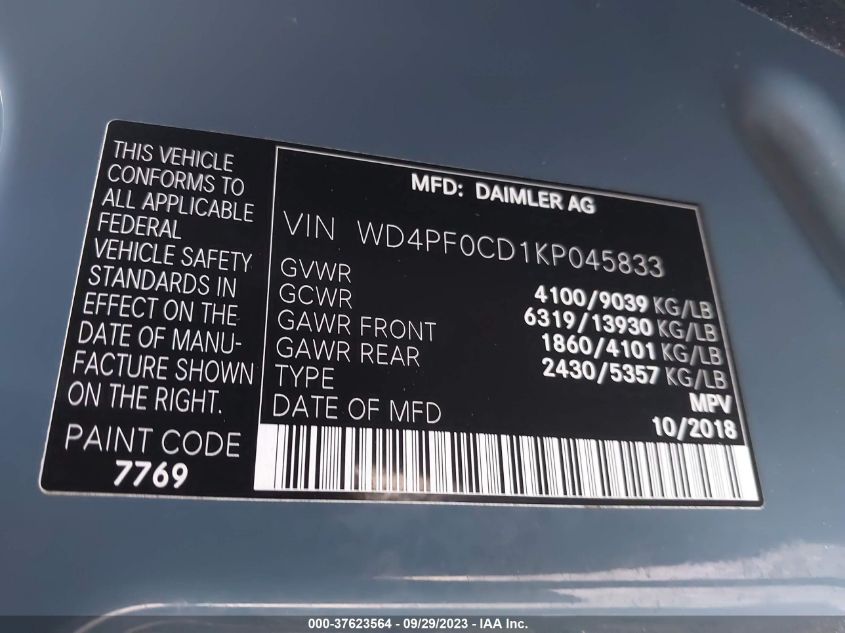 THIS VEHICLE
CONFORMS TO
ALL APPLICABLE
FEDERAL
VEHICLE SAFETY
STANDARDS IN
EFFECT ON THE
DATE OF MANU-
FACTURE SHOWN
ON THE RIGHT.
PAINT CODE
7769
MFD: DAIMLER AG
VIN WD4PF0CD1KP045833
GVWR 4100/9039 KG/LB
GCWR 6319/13930 KG/LB
GAWR FRONT 1860/4101 KG/LB
GAWR REAR 2430/5357 KG/LB
TYPE MPV
DATE OF MFD 10/2018
000-37623564 / 09/29/2023 - IAA Inc.